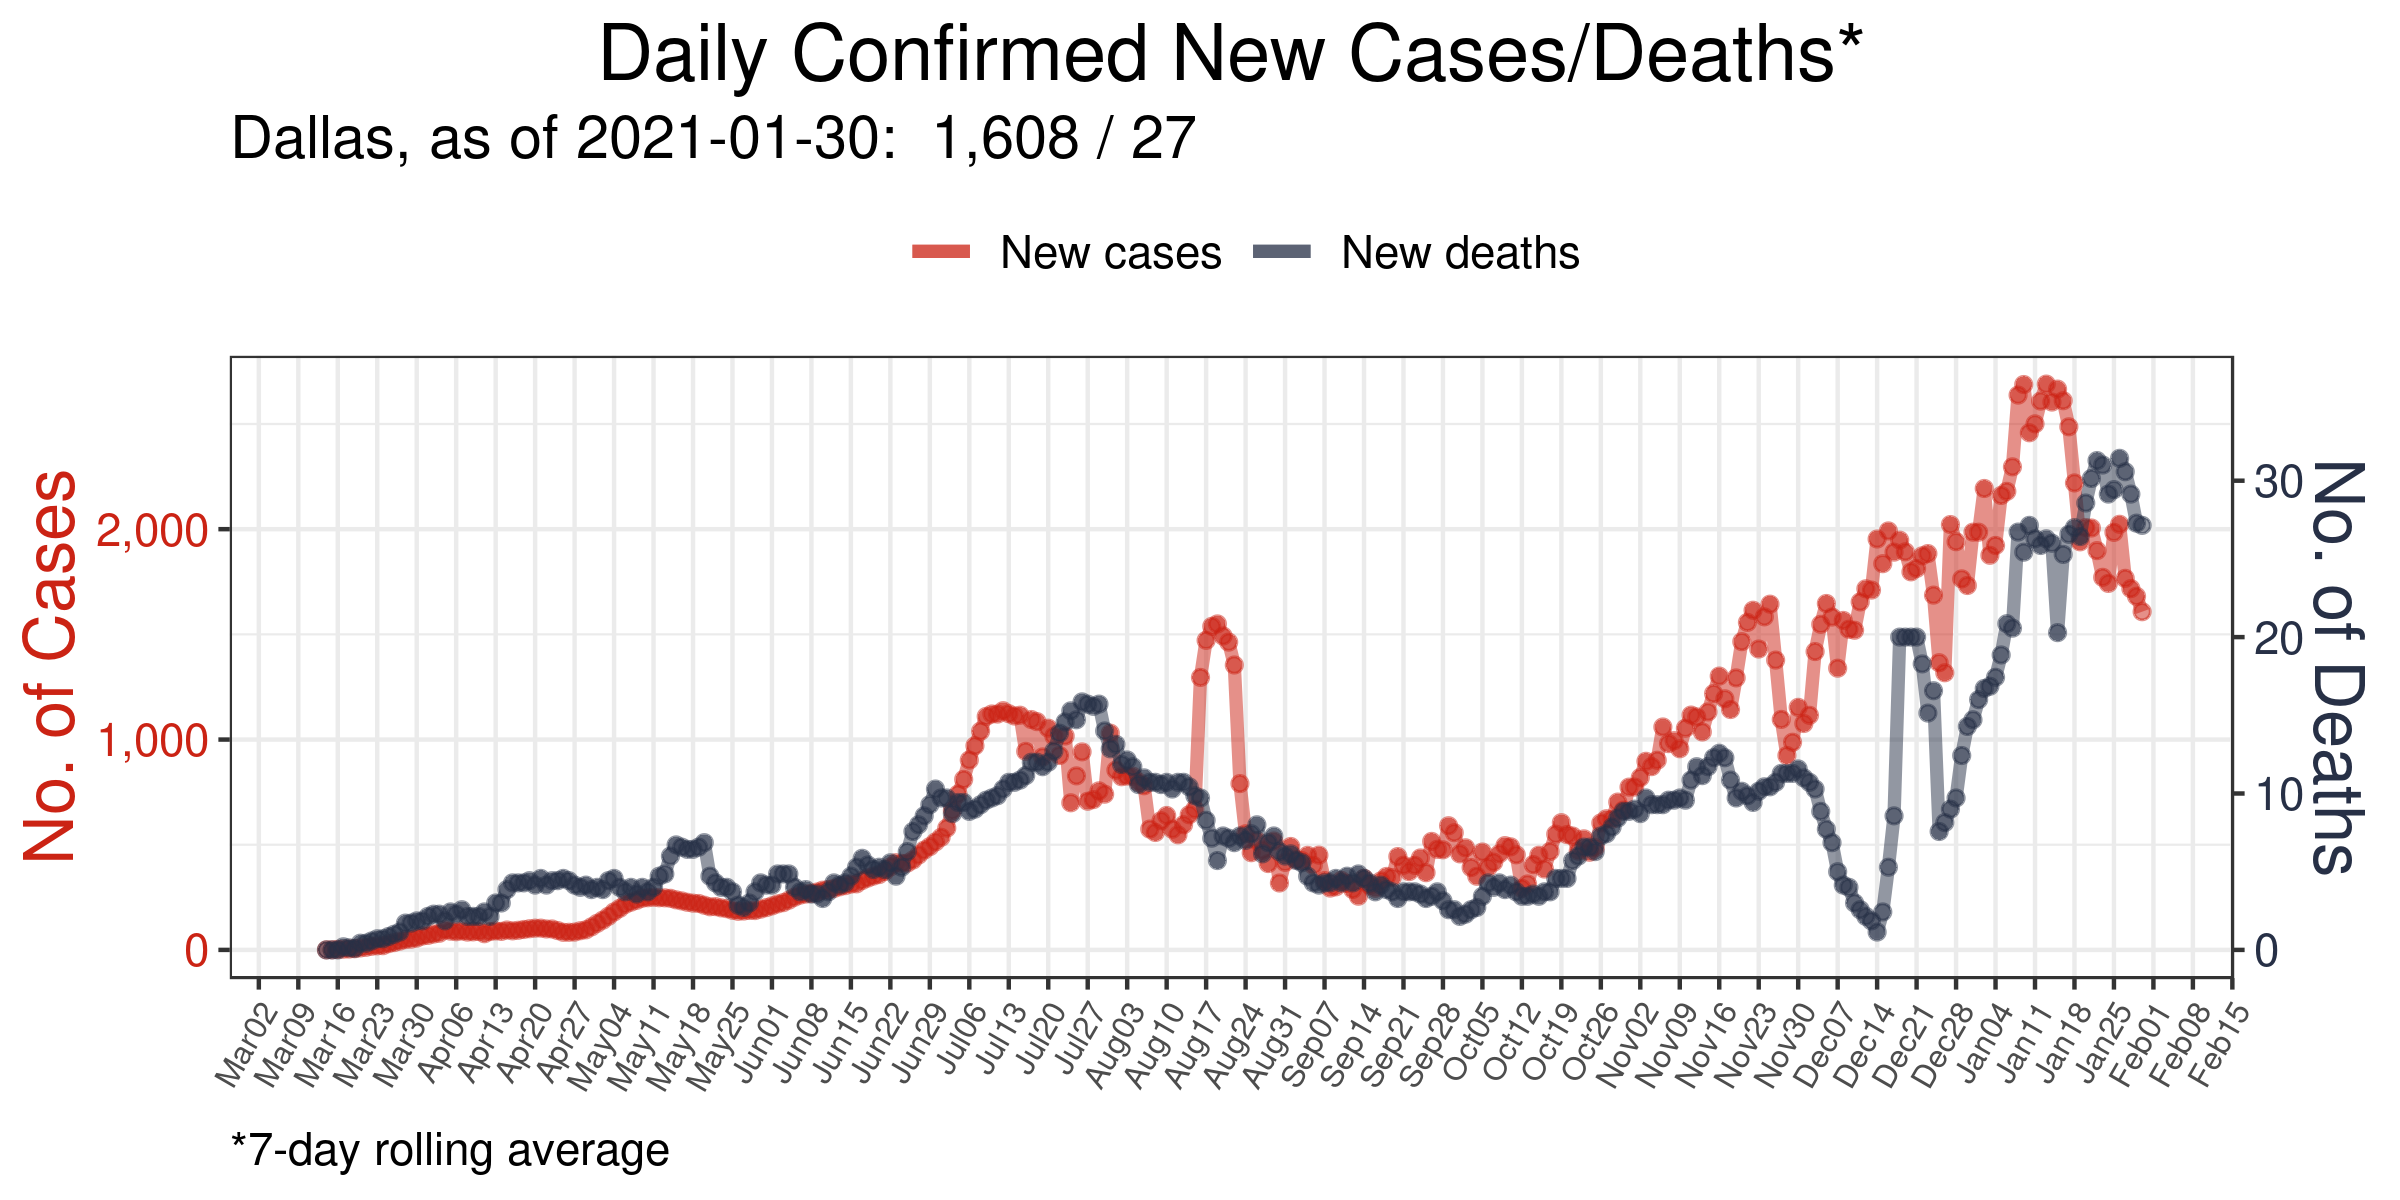 Daily Confirmed New Cases/Deaths*
Dallas, as of 2021-01-30: 1,608 / 27
New cases
New deaths
No. of Cases
2,000
1,000
0
30
20
10
0
No. of Deaths
Mar02
Mar09
Mar16
Mar23
Mar30
Apr06
Apr13
Apr20
Apr27
May04
May11
May18
May25
Jun01
Jun08
Jun15
Jun22
Jun29
Jul06
Jul13
Jul20
Jul27
Aug03
Aug10
Aug17
Aug24
Aug31
Sep07
Sep14
Sep21
Sep28
Oct05
Oct12
Oct19
Oct26
Nov02
Nov09
Nov16
Nov23
Nov30
Dec07
Dec14
Dec21
Dec28
Jan04
Jan11
Jan18
Jan25
Feb01
Feb08
Feb15
*7-day rolling average